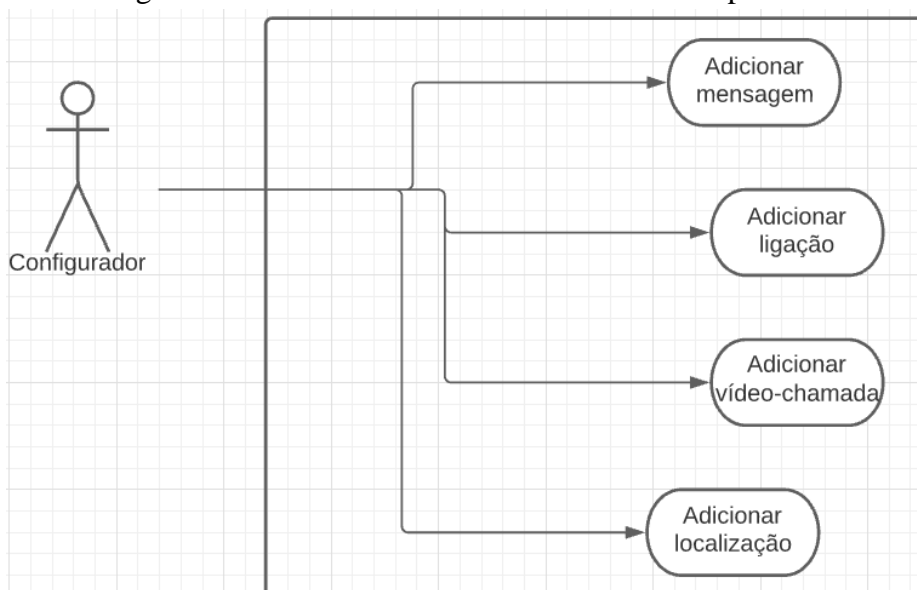 Adicionar
mensagem
Configurador
Adicionar
ligação
Adicionar
vídeo-chamada
Adicionar
localização